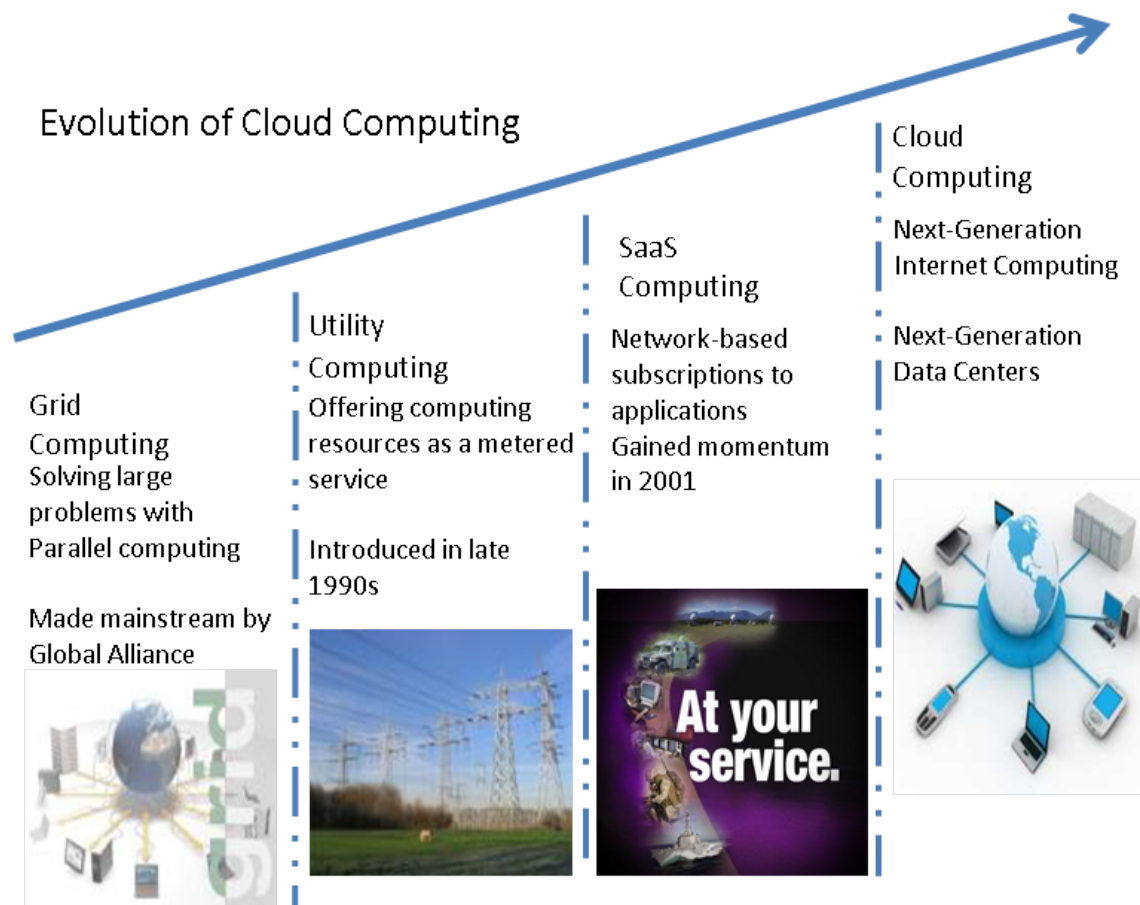 Evolution of Cloud Computing
Grid
Computing
Solving large
problems with
Parallel computing
Made mainstream by
Global Alliance
grid
Utility
Computing
Offering computing
resources as a metered
service
Introduced in late
1990s
SaaS
Computing
Network-based
subscriptions to
applications
Gained momentum
in 2001
At your
service.
Cloud
Computing
Next-Generation
Internet Computing
Next-Generation
Data Centers